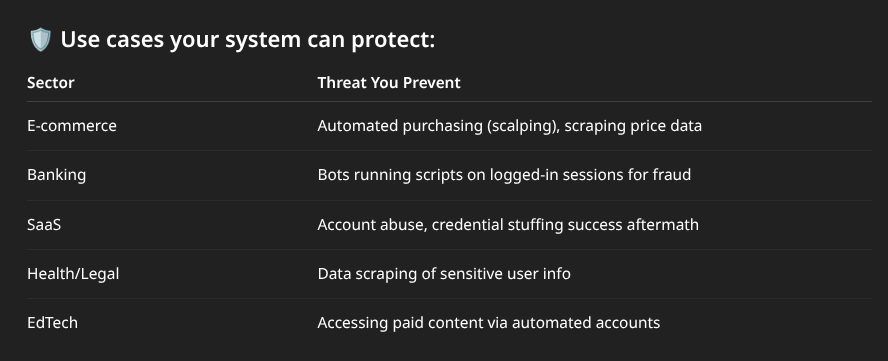 🛡️ Use cases your system can protect:
Sector Threat You Prevent
E-commerce Automated purchasing (scalping), scraping price data
Banking Bots running scripts on logged-in sessions for fraud
SaaS Account abuse, credential stuffing success aftermath
Health/Legal Data scraping of sensitive user info
EdTech Accessing paid content via automated accounts